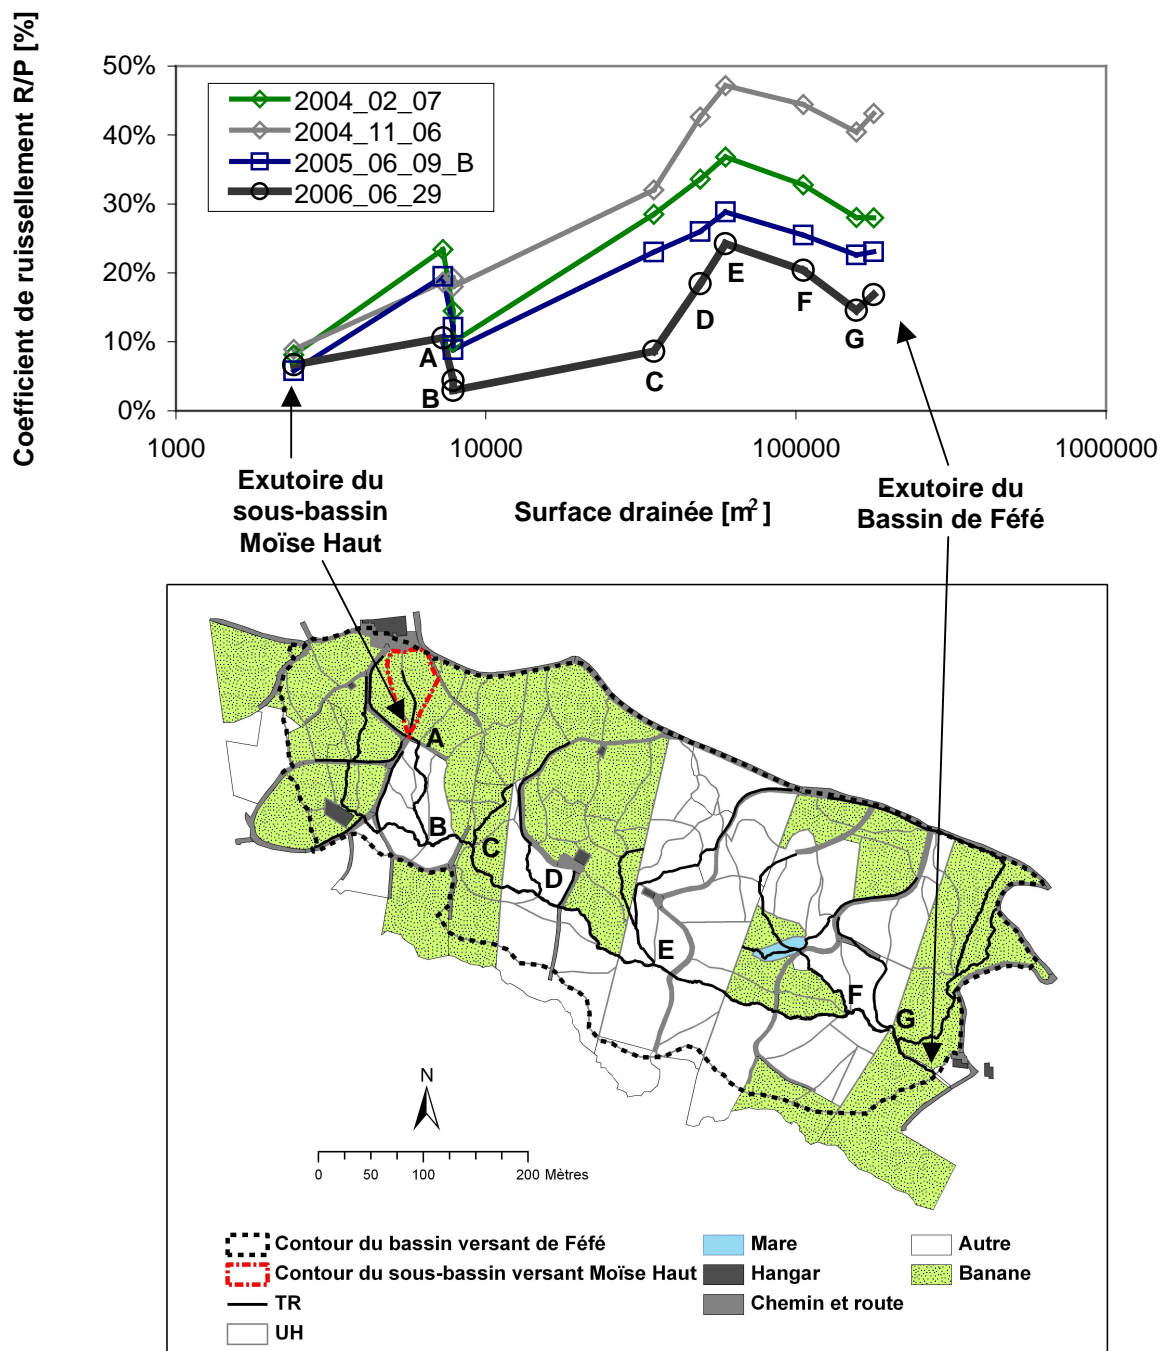 Coefficient de ruissellement R/P [%]
50%
40%
30%
20%
10%
0%
2004_02_07
2004_11_06
2005_06_09_B
2006_06_29
A
B
C
D
E
F
G
1000
10000
100000
1000000
Surface drainée [m²]
Exutoire du
sous-bassin
Moïse Haut
Exutoire du
Bassin de Féfé
A
B
C
D
E
F
G
N
0
50
100
200 Mètres
Contour du bassin versant de Féfé
Contour du sous-bassin versant Moïse Haut
TR
UH
Mare
Hangar
Chemin et route
Autre
Banane